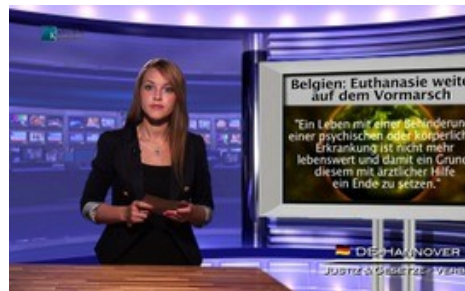 Belgien: Euthanasie weite
auf dem Vormarsch
"Ein Leben mit einer Behinderun
einer psychischen oder körperlich
Erkrankung ist nicht mehr
lebenswert und damit ein Grund
diesem mit ärztlicher Hilfe
ein Ende zu setzen."
DE-HANNOVER
JUSTIZ & GESETZE - VERS